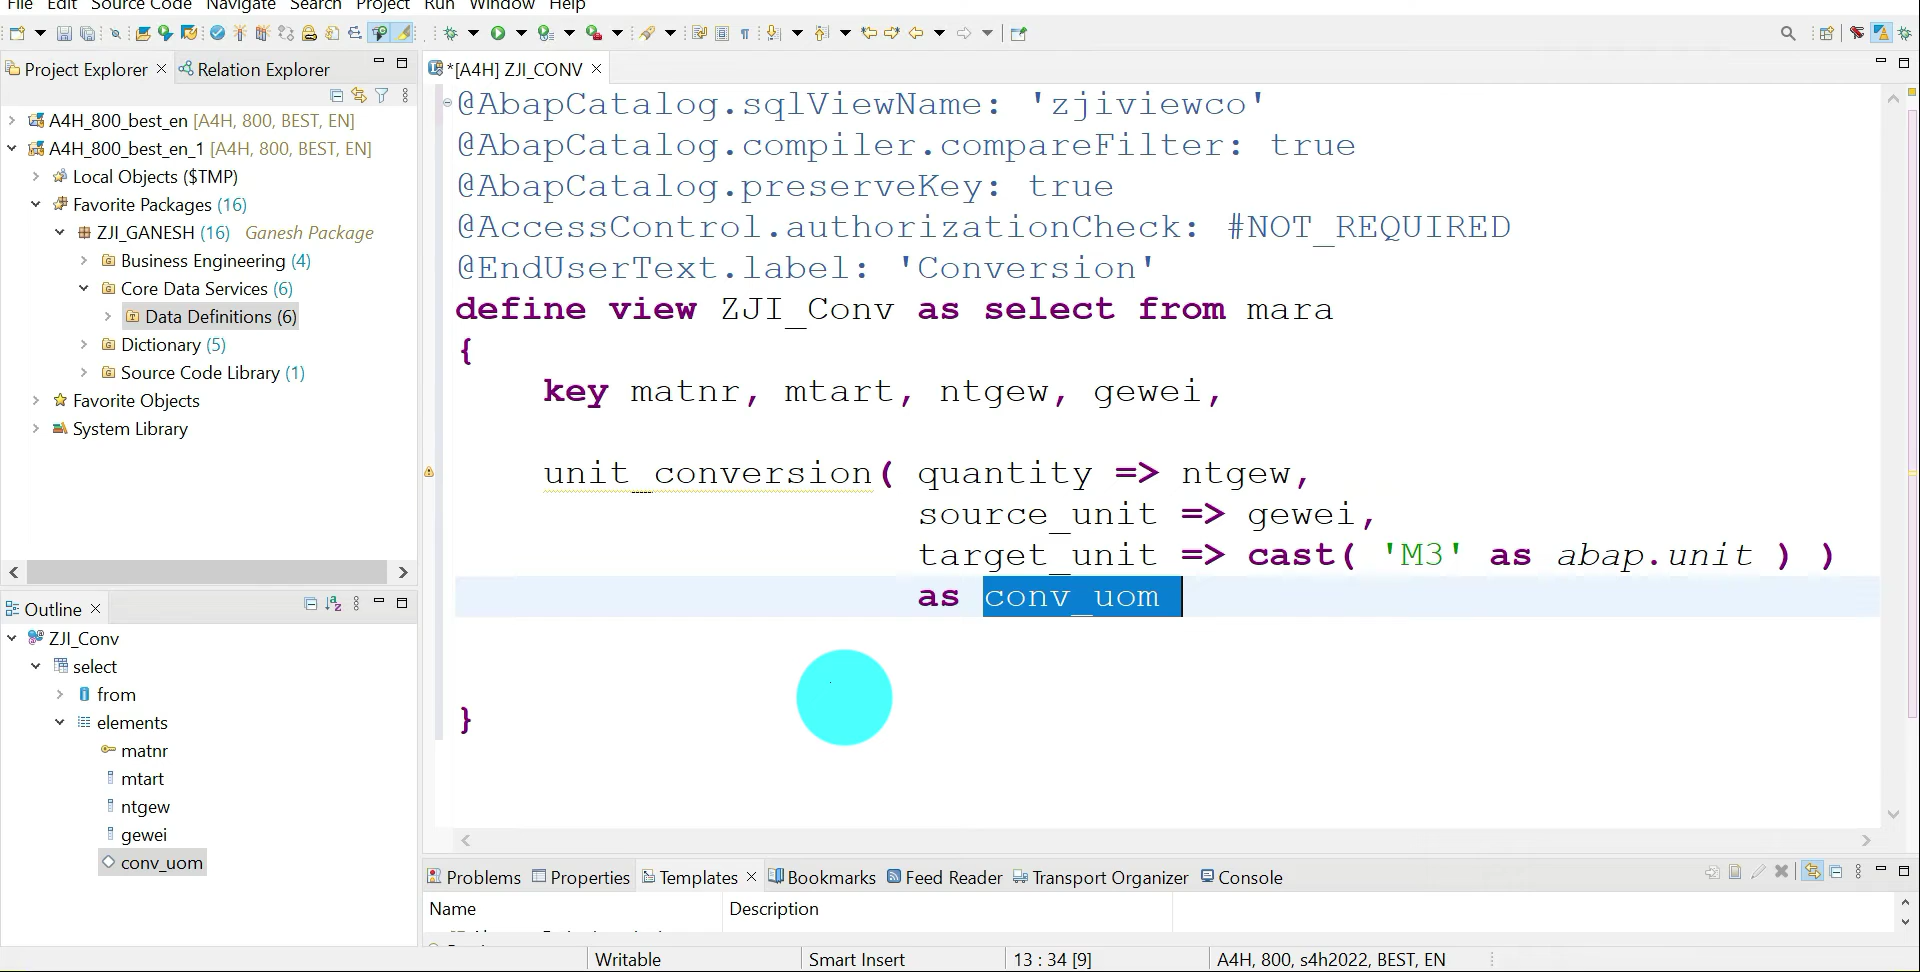 File Edit Source Code Navigate Search Project Run Window Help
Project Explorer
Relation Explorer
A4H_800_best_en [A4H, 800, BEST, EN]
A4H_800_best_en_1 [A4H, 800, BEST, EN]
Local Objects ($TMP)
Favorite Packages (16)
ZJI_GANESH (16) Ganesh Package
Business Engineering (4)
Core Data Services (6)
Data Definitions (6)
Dictionary (5)
Source Code Library (1)
Favorite Objects
System Library
Outline
ZJI_Conv
select
from
elements
matnr
mtart
ntgew
gewei
conv_uom
*[A4H] ZJI_CONV
@AbapCatalog.sqlViewName: 'zjiviewco'
@AbapCatalog.compiler.compareFilter: true
@AbapCatalog.preserveKey: true
@AccessControl.authorizationCheck: #NOT_REQUIRED
@EndUserText.label: 'Conversion'
define view ZJI_Conv as select from mara
{
key matnr, mtart, ntgew, gewei,
unit_conversion( quantity => ntgew,
source_unit => gewei,
target_unit => cast( 'M3' as abap.unit ) )
as conv_uom
}
Problems Properties Templates Bookmarks Feed Reader Transport Organizer Console
Name Description
Writable Smart Insert 13 : 34 [9] A4H, 800, s4h2022, BEST, EN